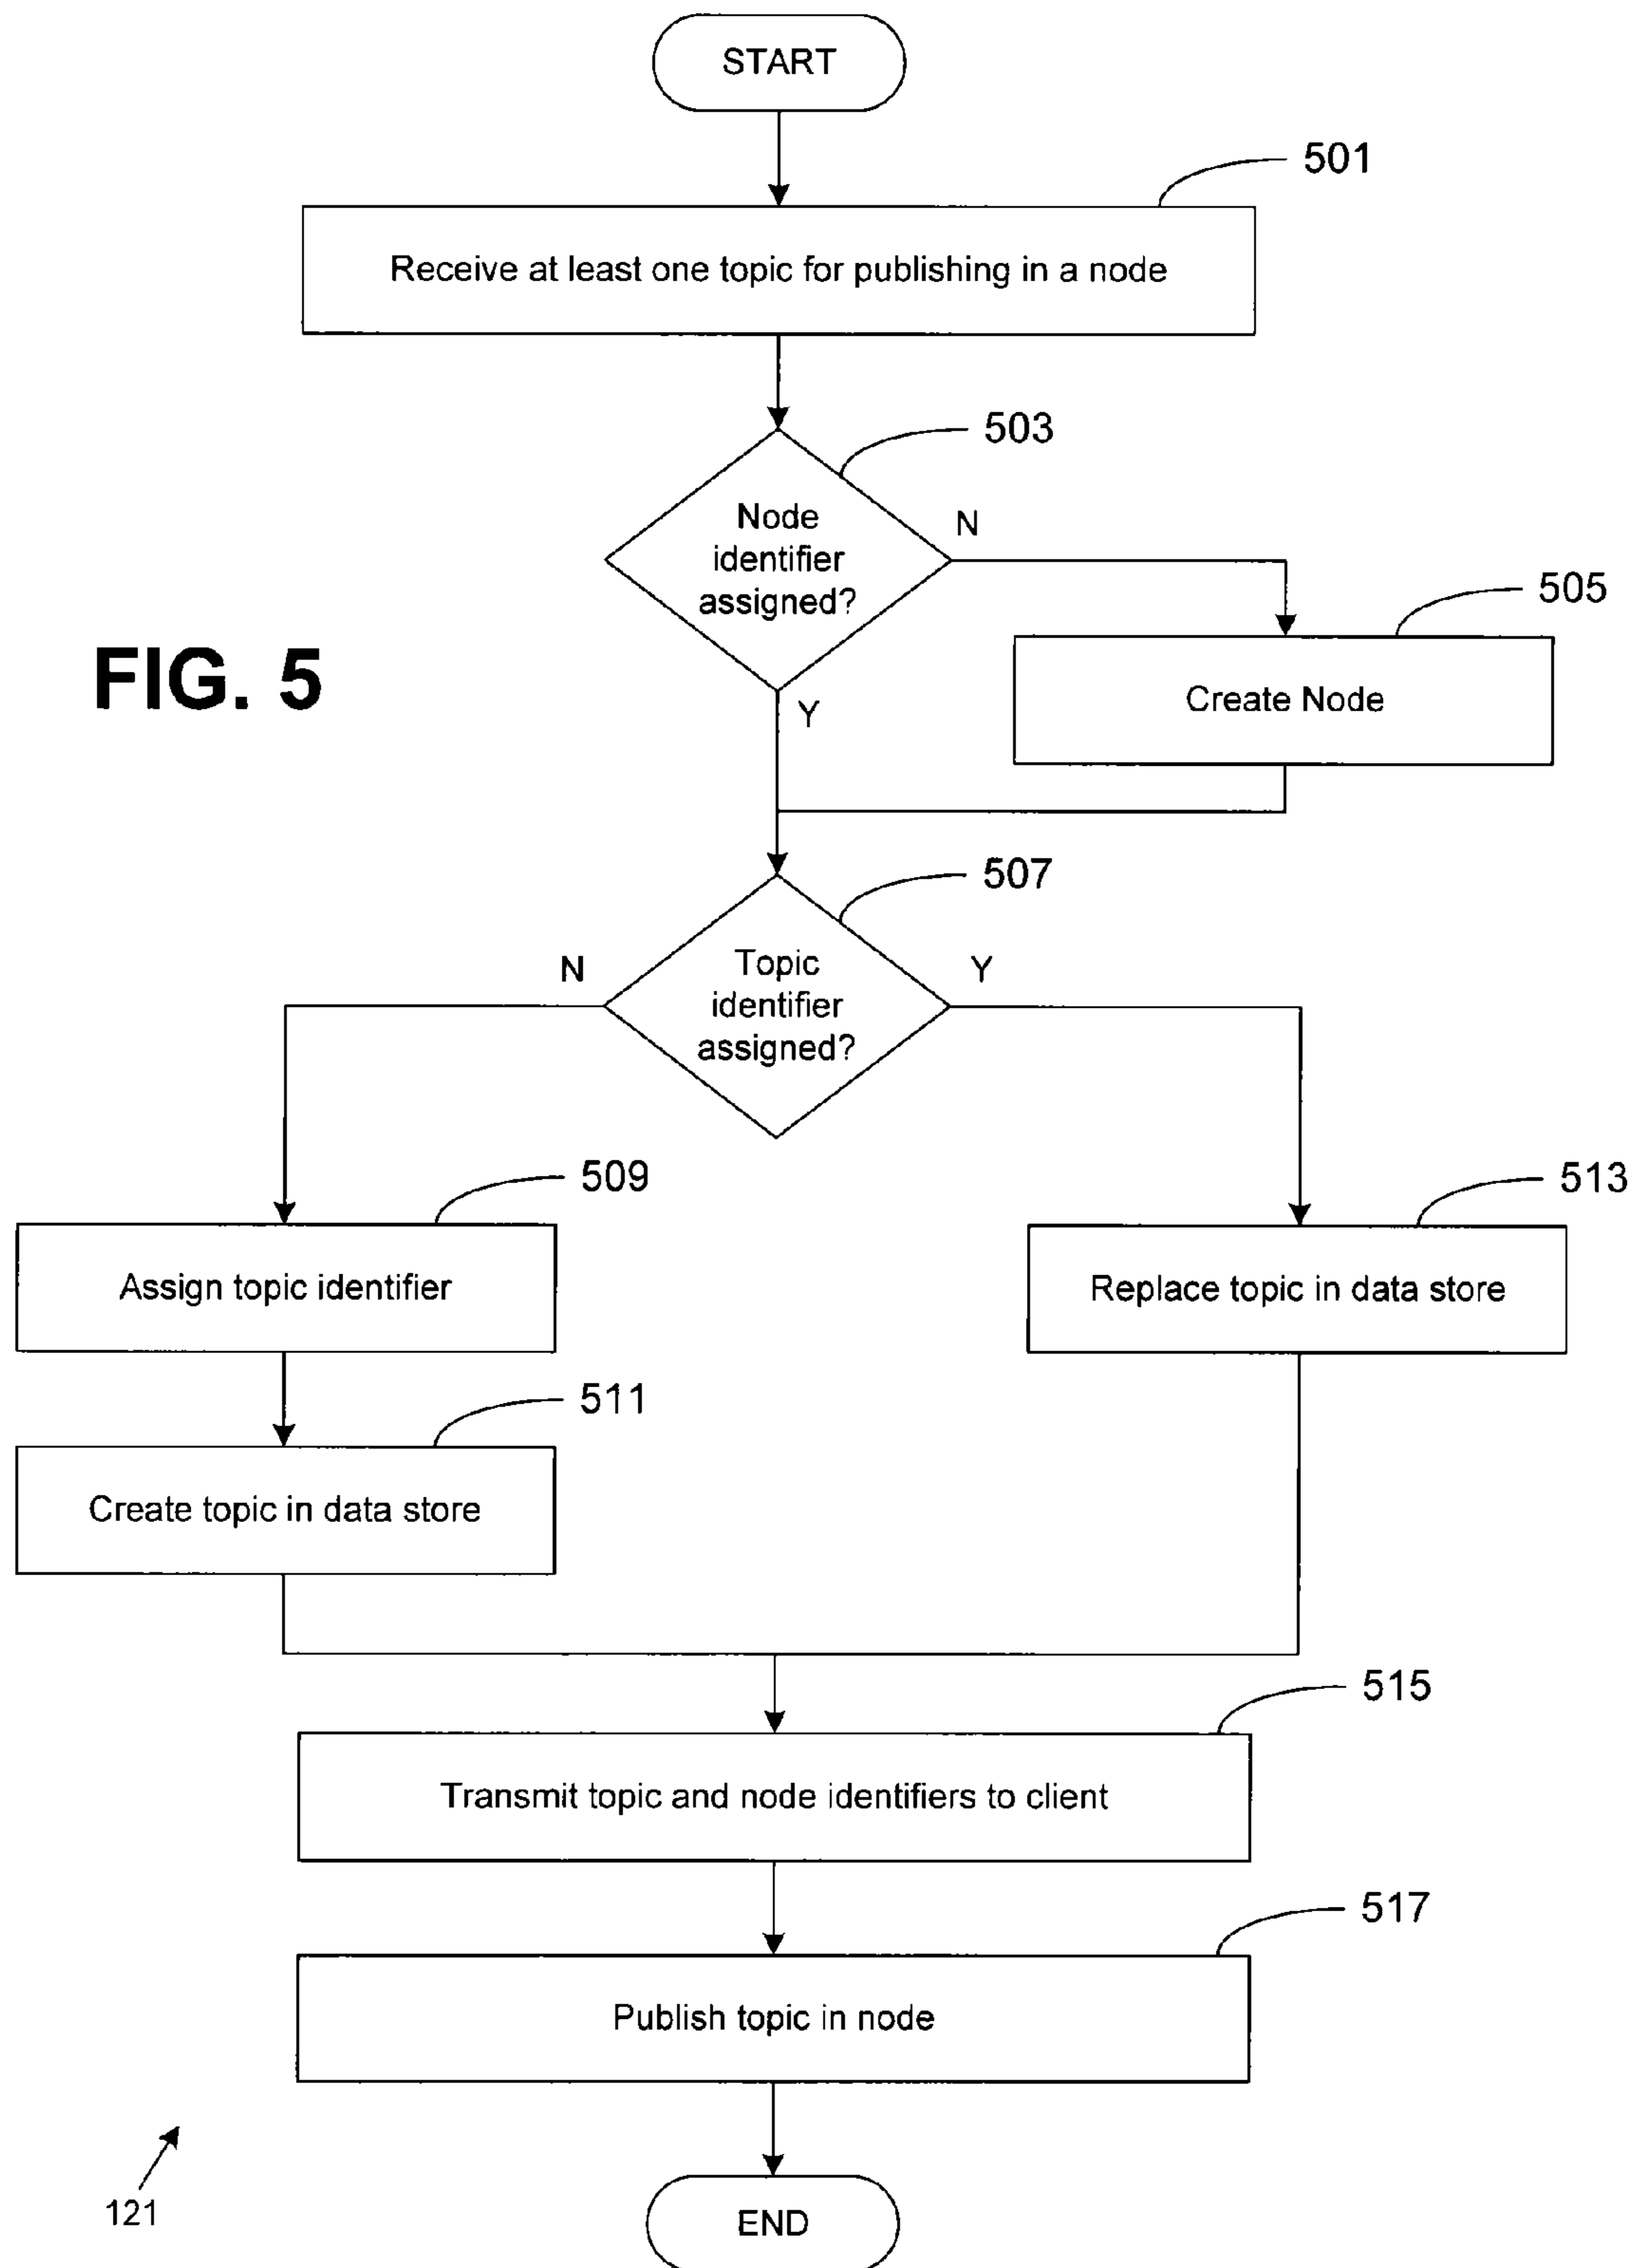 START
501
Receive at least one topic for publishing in a node
503
Node
identifier
assigned?
N
505
FIG. 5
Create Node
Y
507
N
Topic
identifier
assigned?
Y
509
513
Assign topic identifier
Replace topic in data store
511
Create topic in data store
515
Transmit topic and node identifiers to client
517
Publish topic in node
121
END